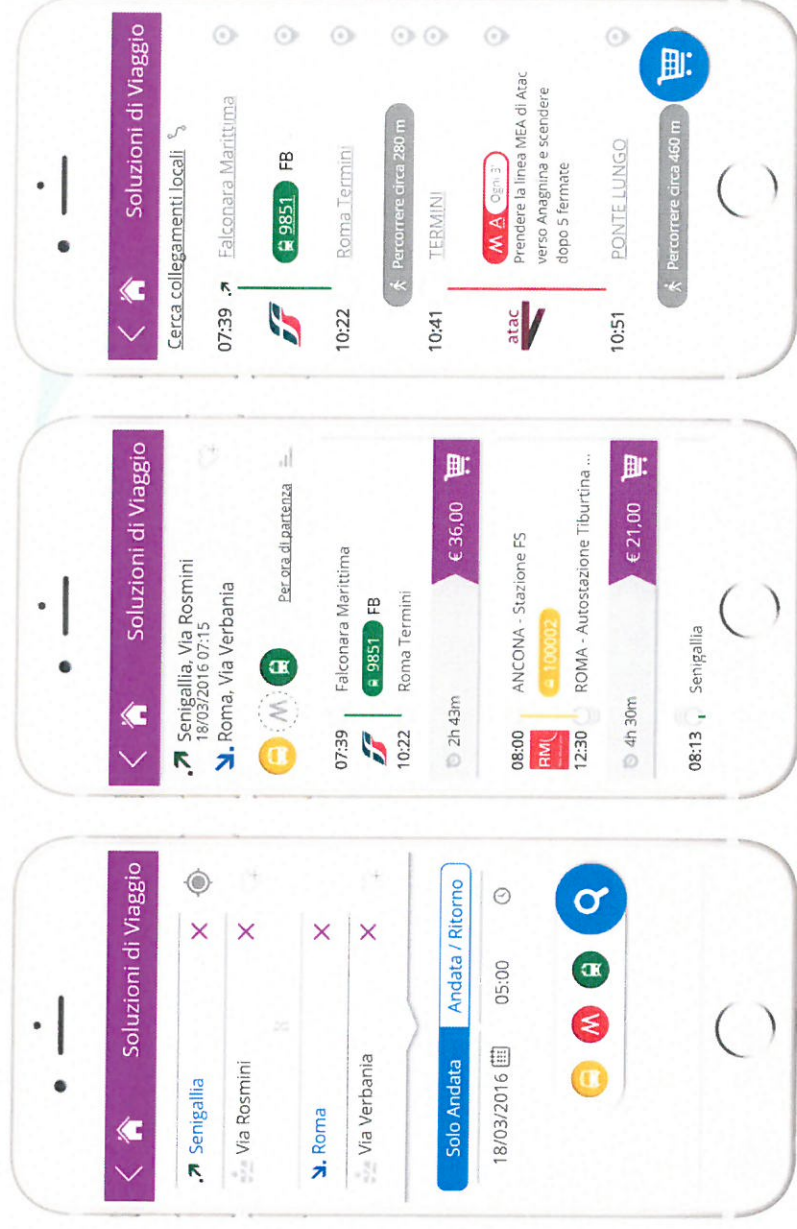 Soluzioni di Viaggio
Senigallia
Via Rosmini
Roma
Via Verbania
Solo Andata
Andata / Ritorno
18/03/2016
05:00
M
Soluzioni di Viaggio
Senigallia, Via Rosmini
18/03/2016 07:15
Roma, Via Verbania
M
Per ora di partenza
07:39 Falconara Marittima
FS 9851 FB
10:22 Roma Termini
2h 43m € 36,00
08:00 ANCONA - Stazione FS
100002
12:30 ROMA - Autostazione Tiburtina ...
4h 30m € 21,00
08:13 Senigallia
Soluzioni di Viaggio
Cerca collegamenti locali
07:39 Falconara Marittima
FS 9851 FB
10:22 Roma Termini
Percorrere circa 280 m
10:41 TERMINI
atac M A Ogni 3'
Prendere la linea MEA di Atac
verso Anagnina e scendere
dopo 5 fermate
10:51 PONTE LUNGO
Percorrere circa 460 m